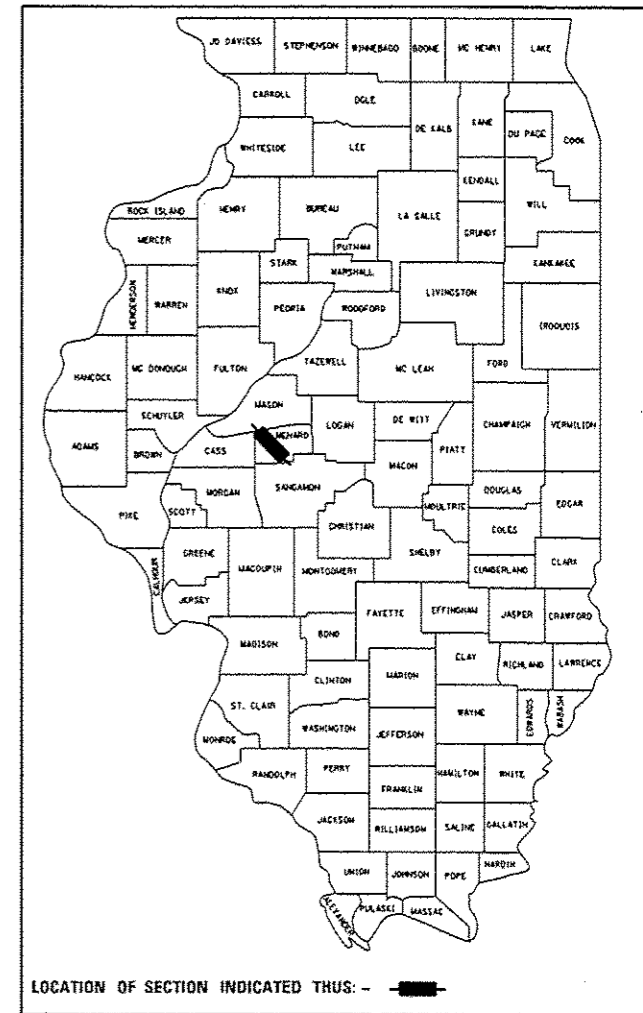 JO DAVIESS STEPHENSON WINNEBAGO BOONE MC HENRY LAKE
CARROLL OGLE KANE
DE KALB DU PAGE COOK
WHITESIDE LEE
KENDALL
ROCK ISLAND HENRY BUREAU LA SALLE WILL
MERCER PUTNAM GRUNDY
STARK KANKAKEE
MARSHALL
HENDERSON WARREN KNOX PEORIA WOODFORD LIVINGSTON
IROQUOIS
HANCOCK MC DONOUGH FULTON TAZEWELL MC LEAN FORD
MASON
SCHUYLER LOGAN DE WITT CHAMPAIGN VERMILION
ADAMS BROWN CASS MENARD PIATT
MACON
MORGAN SANGAMON DOUGLAS
PIKE SCOTT MOULTRIE EDGAR
CHRISTIAN COLES
GREENE SHELBY
CALHOUN MACOUPIN MONTGOMERY CUMBERLAND CLARK
JERSEY
FAYETTE EFFINGHAM JASPER CRAWFORD
BOND
MADISON CLAY
RICHLAND LAWRENCE
CLINTON MARION
ST. CLAIR WAYNE EDWARDS WABASH
WASHINGTON JEFFERSON
MONROE
PERRY HAMILTON WHITE
RANDOLPH
FRANKLIN
JACKSON WILLIAMSON SALINE GALLATIN
HARDIN
UNION JOHNSON POPE
ALEXANDER PULASKI MASSAC
LOCATION OF SECTION INDICATED THUS: -